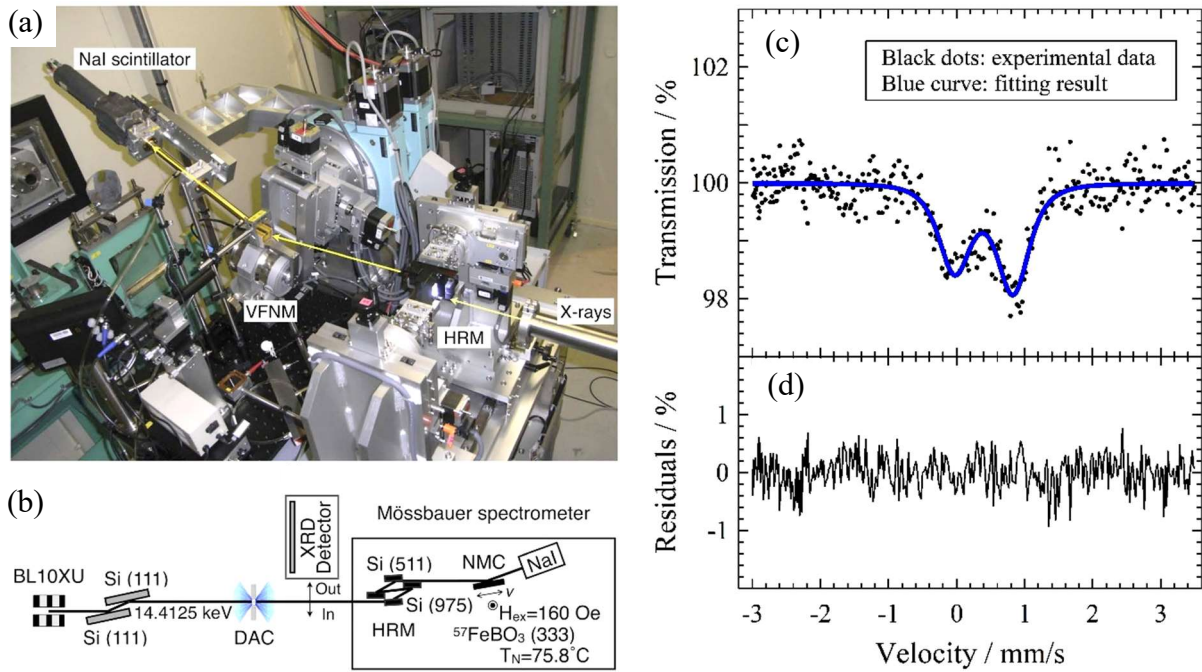 (a)
NaI scintillator
VFNM
HRM
X-rays
(b)
BL10XU
Si (111)
Si (111)
14.4125 keV
DAC
XRD
Detector
Out
In
Mössbauer spectrometer
Si (511)
Si (975)
HRM
NMC
NaI
v
Hex=160 Oe
57FeBO3 (333)
TN=75.8°C
(c)
Black dots: experimental data
Blue curve: fitting result
Transmission / %
102
100
98
(d)
Residuals / %
1
0
-1
-3 -2 -1 0 1 2 3
Velocity / mm/s